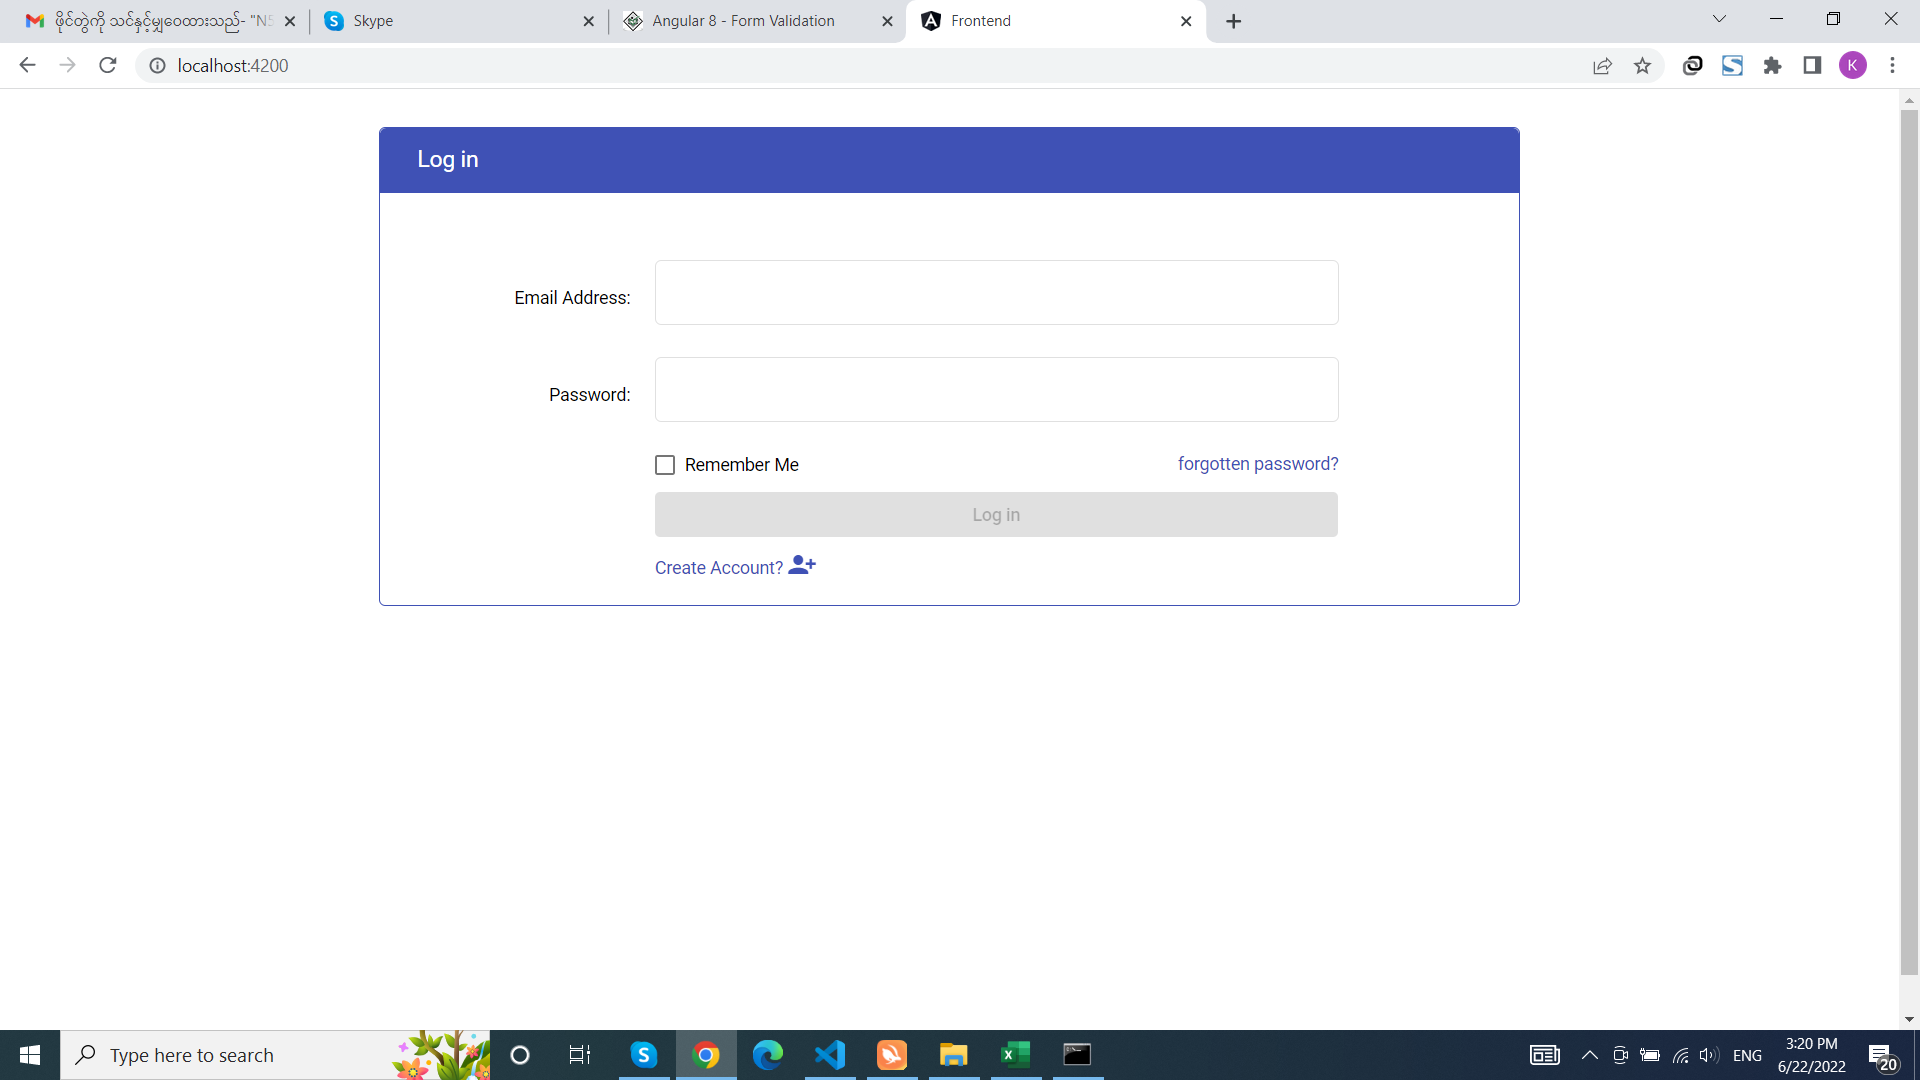 ဖိုင်တွဲကို သင်နှင့်မျှဝေထားသည်- "N5
Skype
Angular 8 - Form Validation
Frontend
localhost:4200
K
Log in
Email Address:
Password:
Remember Me
forgotten password?
Log in
Create Account?
Type here to search
ENG
3:20 PM
6/22/2022
20